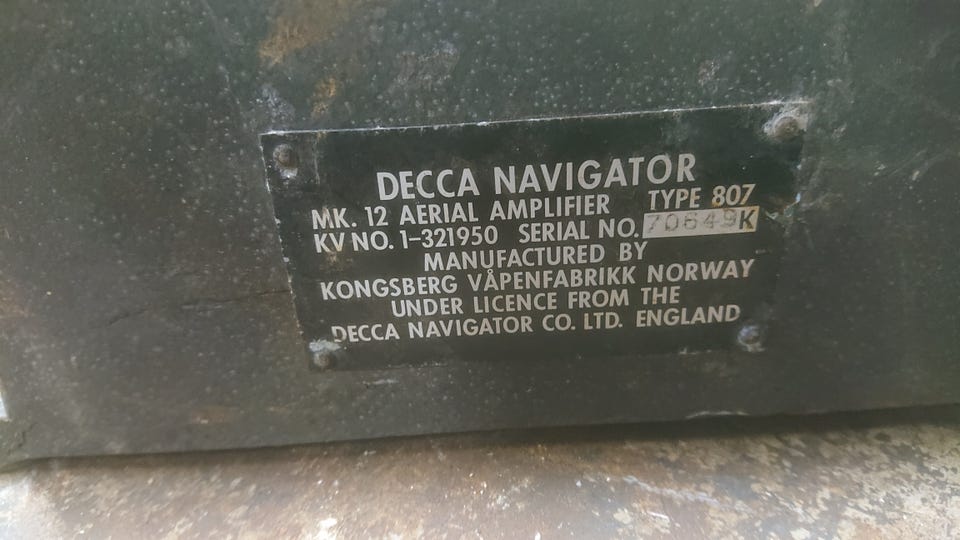 DECCA NAVIGATOR
MK. 12 AERIAL AMPLIFIER TYPE 807
KV NO. 1-321950 SERIAL NO. 70649K
MANUFACTURED BY
KONGSBERG VÅPENFABRIKK NORWAY
UNDER LICENCE FROM THE
DECCA NAVIGATOR CO. LTD. ENGLAND